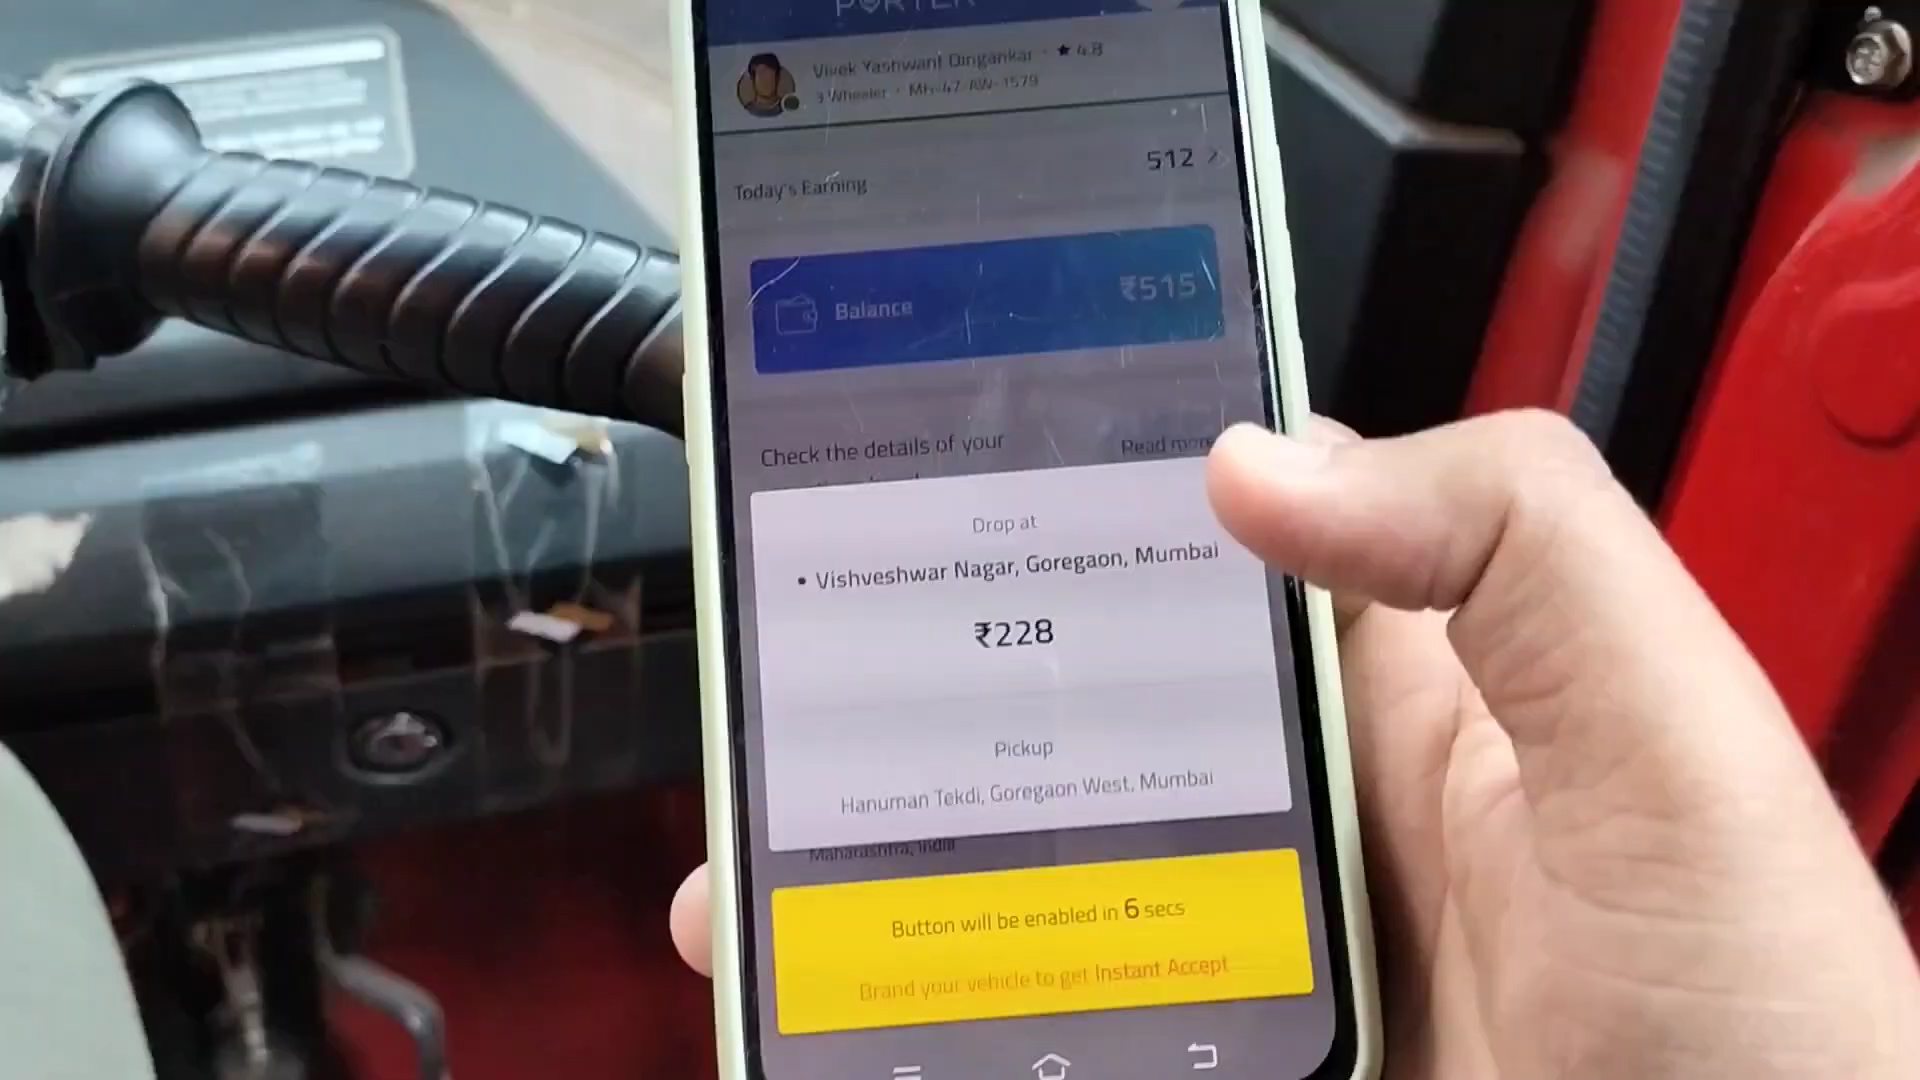 PORTER
Vivek Yashwant Dingankar · ★ 4.8
3 Wheeler · MH-47-AW-1579
512 >
Today's Earning
Balance
₹515
Check the details of your
Read more
Drop at
• Vishveshwar Nagar, Goregaon, Mumbai
₹228
Pickup
Hanuman Tekdi, Goregaon West, Mumbai
Maharashtra, India
Button will be enabled in 6 secs
Brand your vehicle to get Instant Accept